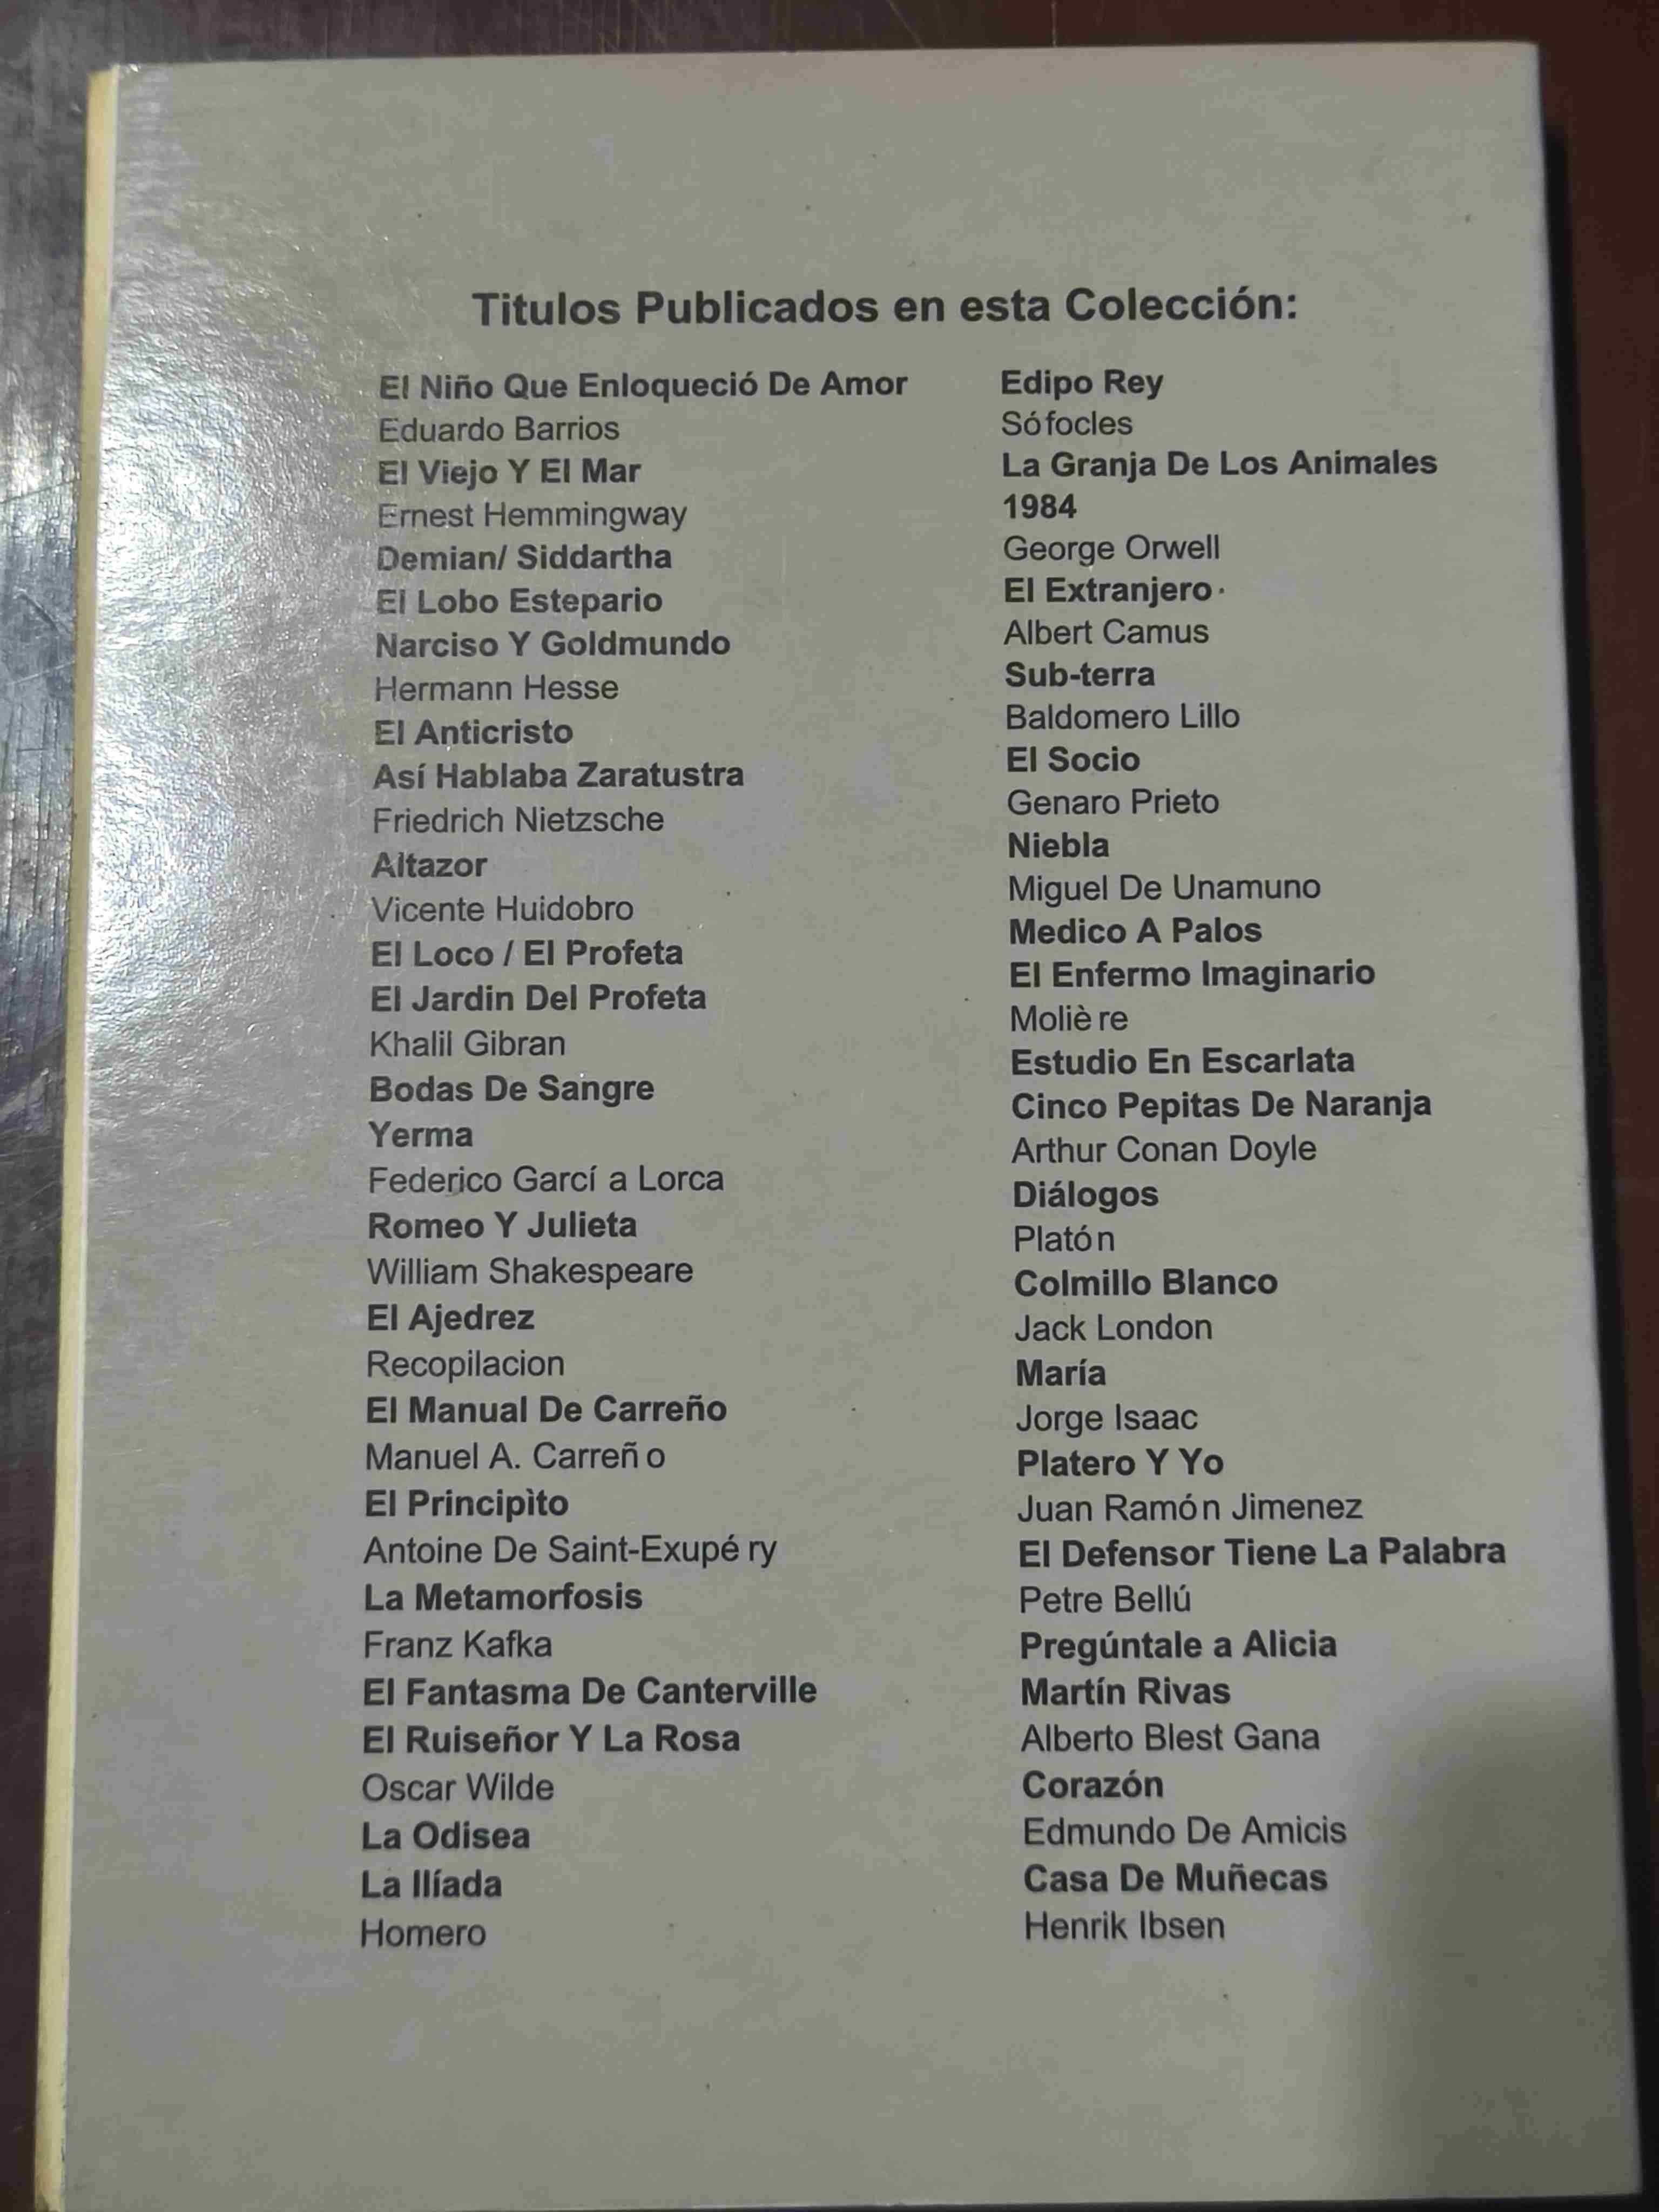 Titulos Publicados en esta Colección:
El Niño Que Enloqueció De Amor
Eduardo Barrios
El Viejo Y El Mar
Ernest Hemmingway
Demian/ Siddartha
El Lobo Estepario
Narciso Y Goldmundo
Hermann Hesse
El Anticristo
Así Hablaba Zaratustra
Friedrich Nietzsche
Altazor
Vicente Huidobro
El Loco / El Profeta
El Jardin Del Profeta
Khalil Gibran
Bodas De Sangre
Yerma
Federico Garcí a Lorca
Romeo Y Julieta
William Shakespeare
El Ajedrez
Recopilacion
El Manual De Carreño
Manuel A. Carreñ o
El Principìto
Antoine De Saint-Exupé ry
La Metamorfosis
Franz Kafka
El Fantasma De Canterville
El Ruiseñor Y La Rosa
Oscar Wilde
La Odisea
La Ilíada
Homero
Edipo Rey
Só focles
La Granja De Los Animales
1984
George Orwell
El Extranjero
Albert Camus
Sub-terra
Baldomero Lillo
El Socio
Genaro Prieto
Niebla
Miguel De Unamuno
Medico A Palos
El Enfermo Imaginario
Moliè re
Estudio En Escarlata
Cinco Pepitas De Naranja
Arthur Conan Doyle
Diálogos
Plató n
Colmillo Blanco
Jack London
María
Jorge Isaac
Platero Y Yo
Juan Ramó n Jimenez
El Defensor Tiene La Palabra
Petre Bellú
Pregúntale a Alicia
Martín Rivas
Alberto Blest Gana
Corazón
Edmundo De Amicis
Casa De Muñecas
Henrik Ibsen